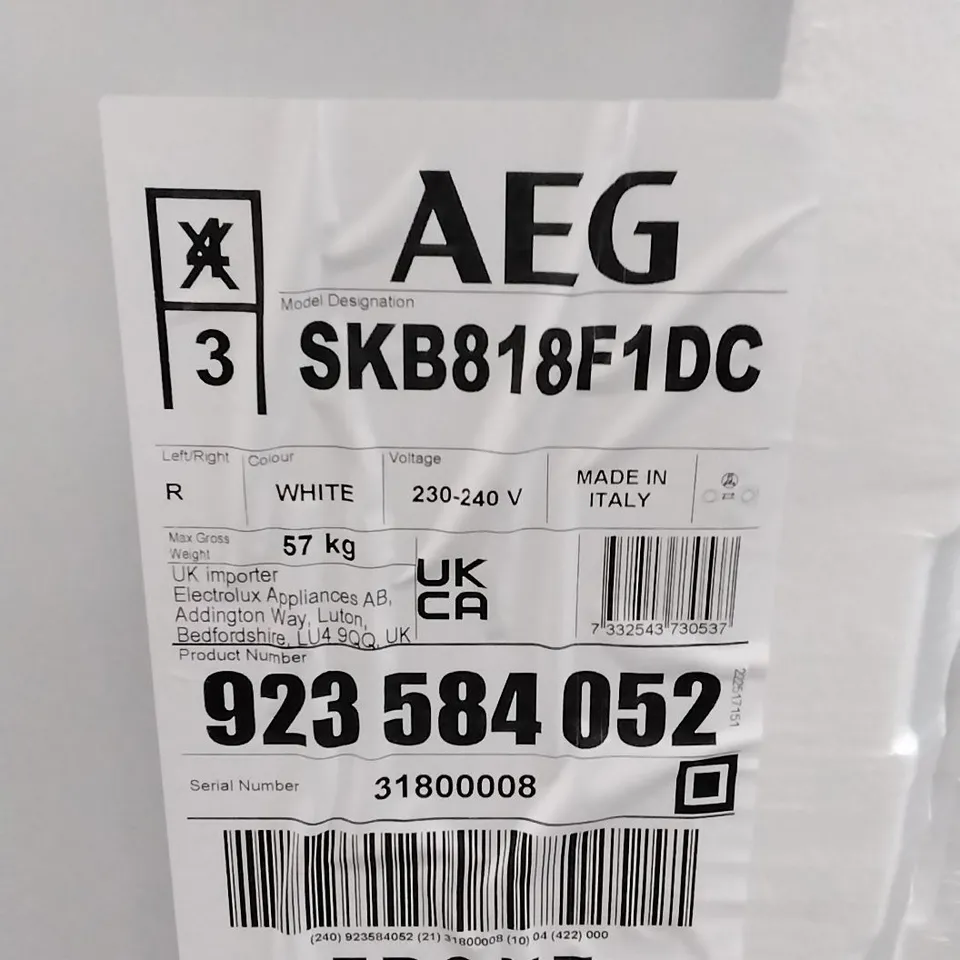 AEG
4
3
Model Designation
SKB818F1DC
Left/Right
R
Colour
WHITE
Voltage
230-240 V
MADE IN
ITALY
Max Gross
Weight
57 kg
UK importer
Electrolux Appliances AB,
Addington Way, Luton,
Bedfordshire, LU4 9QQ, UK
UK
CA
7 332543 730537
Product Number
923 584 052
222517151
Serial Number
31800008
(240) 923584052 (21) 31800008 (10) 04 (422) 000